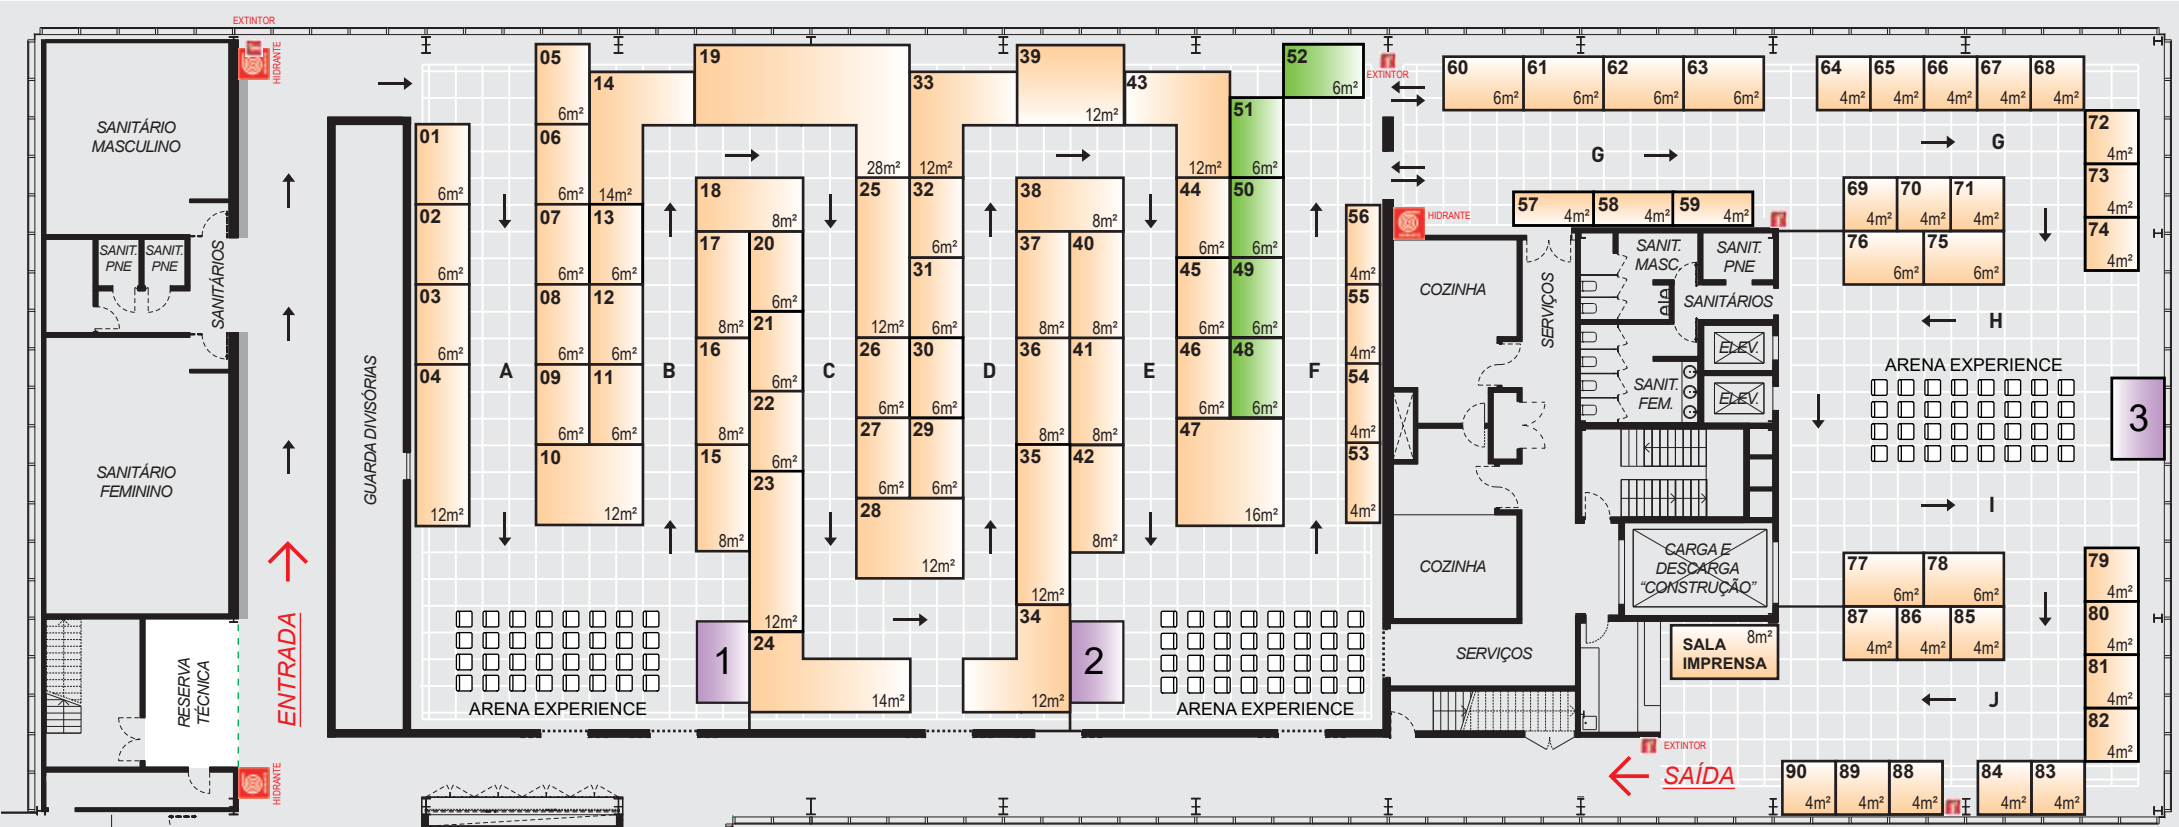 EXTINTOR
HIDRANTE
SANITÁRIO
MASCULINO
SANIT.
PNE
SANIT.
PNE
SANITÁRIOS
SANITÁRIO
FEMININO
RESERVA
TÉCNICA
ENTRADA
HIDRANTE
GUARDA DIVISÓRIAS
01
6m²
02
6m²
03
6m²
04
12m²
A
05
6m²
06
6m²
07
6m²
08
6m²
09
6m²
10
12m²
11
6m²
12
6m²
13
6m²
14
14m²
B
15
8m²
16
8m²
17
8m²
18
8m²
19
28m²
20
6m²
21
6m²
22
6m²
23
12m²
24
14m²
C
25
12m²
26
6m²
27
6m²
28
12m²
29
6m²
30
6m²
31
6m²
32
6m²
33
12m²
D
34
12m²
35
12m²
36
8m²
37
8m²
38
8m²
39
12m²
40
8m²
41
8m²
42
8m²
43
12m²
E
44
6m²
45
6m²
46
6m²
47
16m²
48
6m²
49
6m²
50
6m²
51
6m²
52
6m²
F
53
4m²
54
4m²
55
4m²
56
4m²
1
ARENA EXPERIENCE
2
ARENA EXPERIENCE
EXTINTOR
HIDRANTE
60
6m²
61
6m²
62
6m²
63
6m²
64
4m²
65
4m²
66
4m²
67
4m²
68
4m²
G
G
57
4m²
58
4m²
59
4m²
69
4m²
70
4m²
71
4m²
72
4m²
73
4m²
74
4m²
76
6m²
75
6m²
H
COZINHA
SERVIÇOS
SANIT.
MASC.
SANIT.
PNE
SANITÁRIOS
ELEV.
ELEV.
SANIT.
FEM.
ARENA EXPERIENCE
3
I
COZINHA
CARGA E
DESCARGA
“CONSTRUÇÃO”
SERVIÇOS
SALA
IMPRENSA
8m²
77
6m²
78
6m²
79
4m²
80
4m²
81
4m²
82
4m²
87
4m²
86
4m²
85
4m²
J
EXTINTOR
SAÍDA
90
4m²
89
4m²
88
4m²
84
4m²
83
4m²